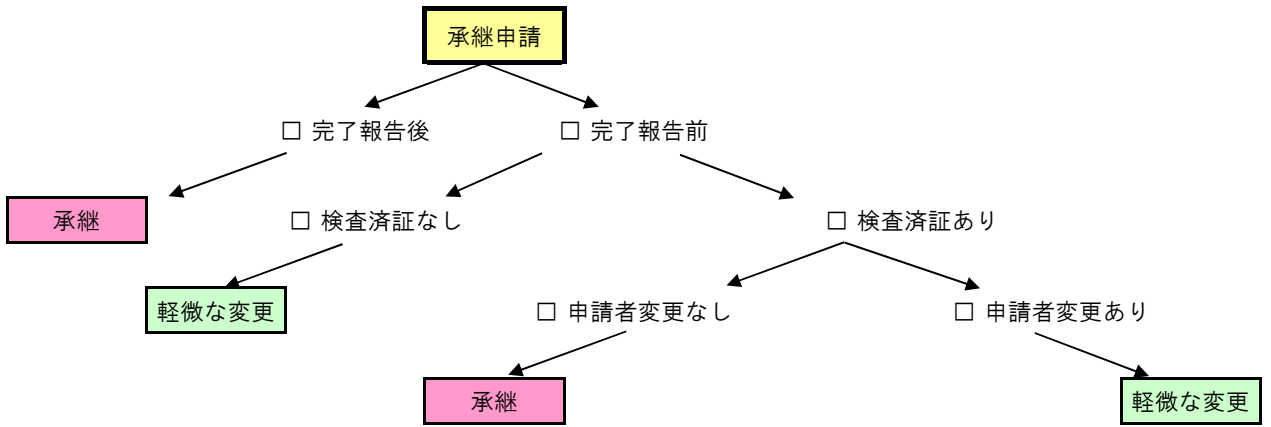 承継申請
□ 完了報告後
□ 完了報告前
承継
□ 検査済証なし
□ 検査済証あり
軽微な変更
□ 申請者変更なし
□ 申請者変更あり
承継
軽微な変更